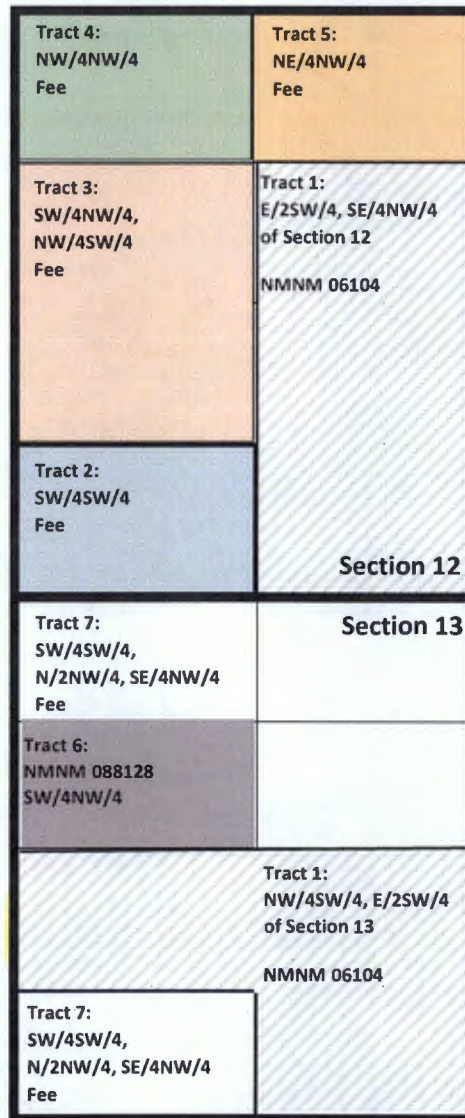 Tract 4:
NW/4NW/4
Fee
Tract 5:
NE/4NW/4
Fee
Tract 3:
SW/4NW/4,
NW/4SW/4
Fee
Tract 1:
E/2SW/4, SE/4NW/4
of Section 12
NMNM 06104
Tract 2:
SW/4SW/4
Fee
Section 12
Tract 7:
SW/4SW/4,
N/2NW/4, SE/4NW/4
Fee
Section 13
Tract 6:
NMNM 088128
SW/4NW/4
Tract 1:
NW/4SW/4, E/2SW/4
of Section 13
NMNM 06104
Tract 7:
SW/4SW/4,
N/2NW/4, SE/4NW/4
Fee